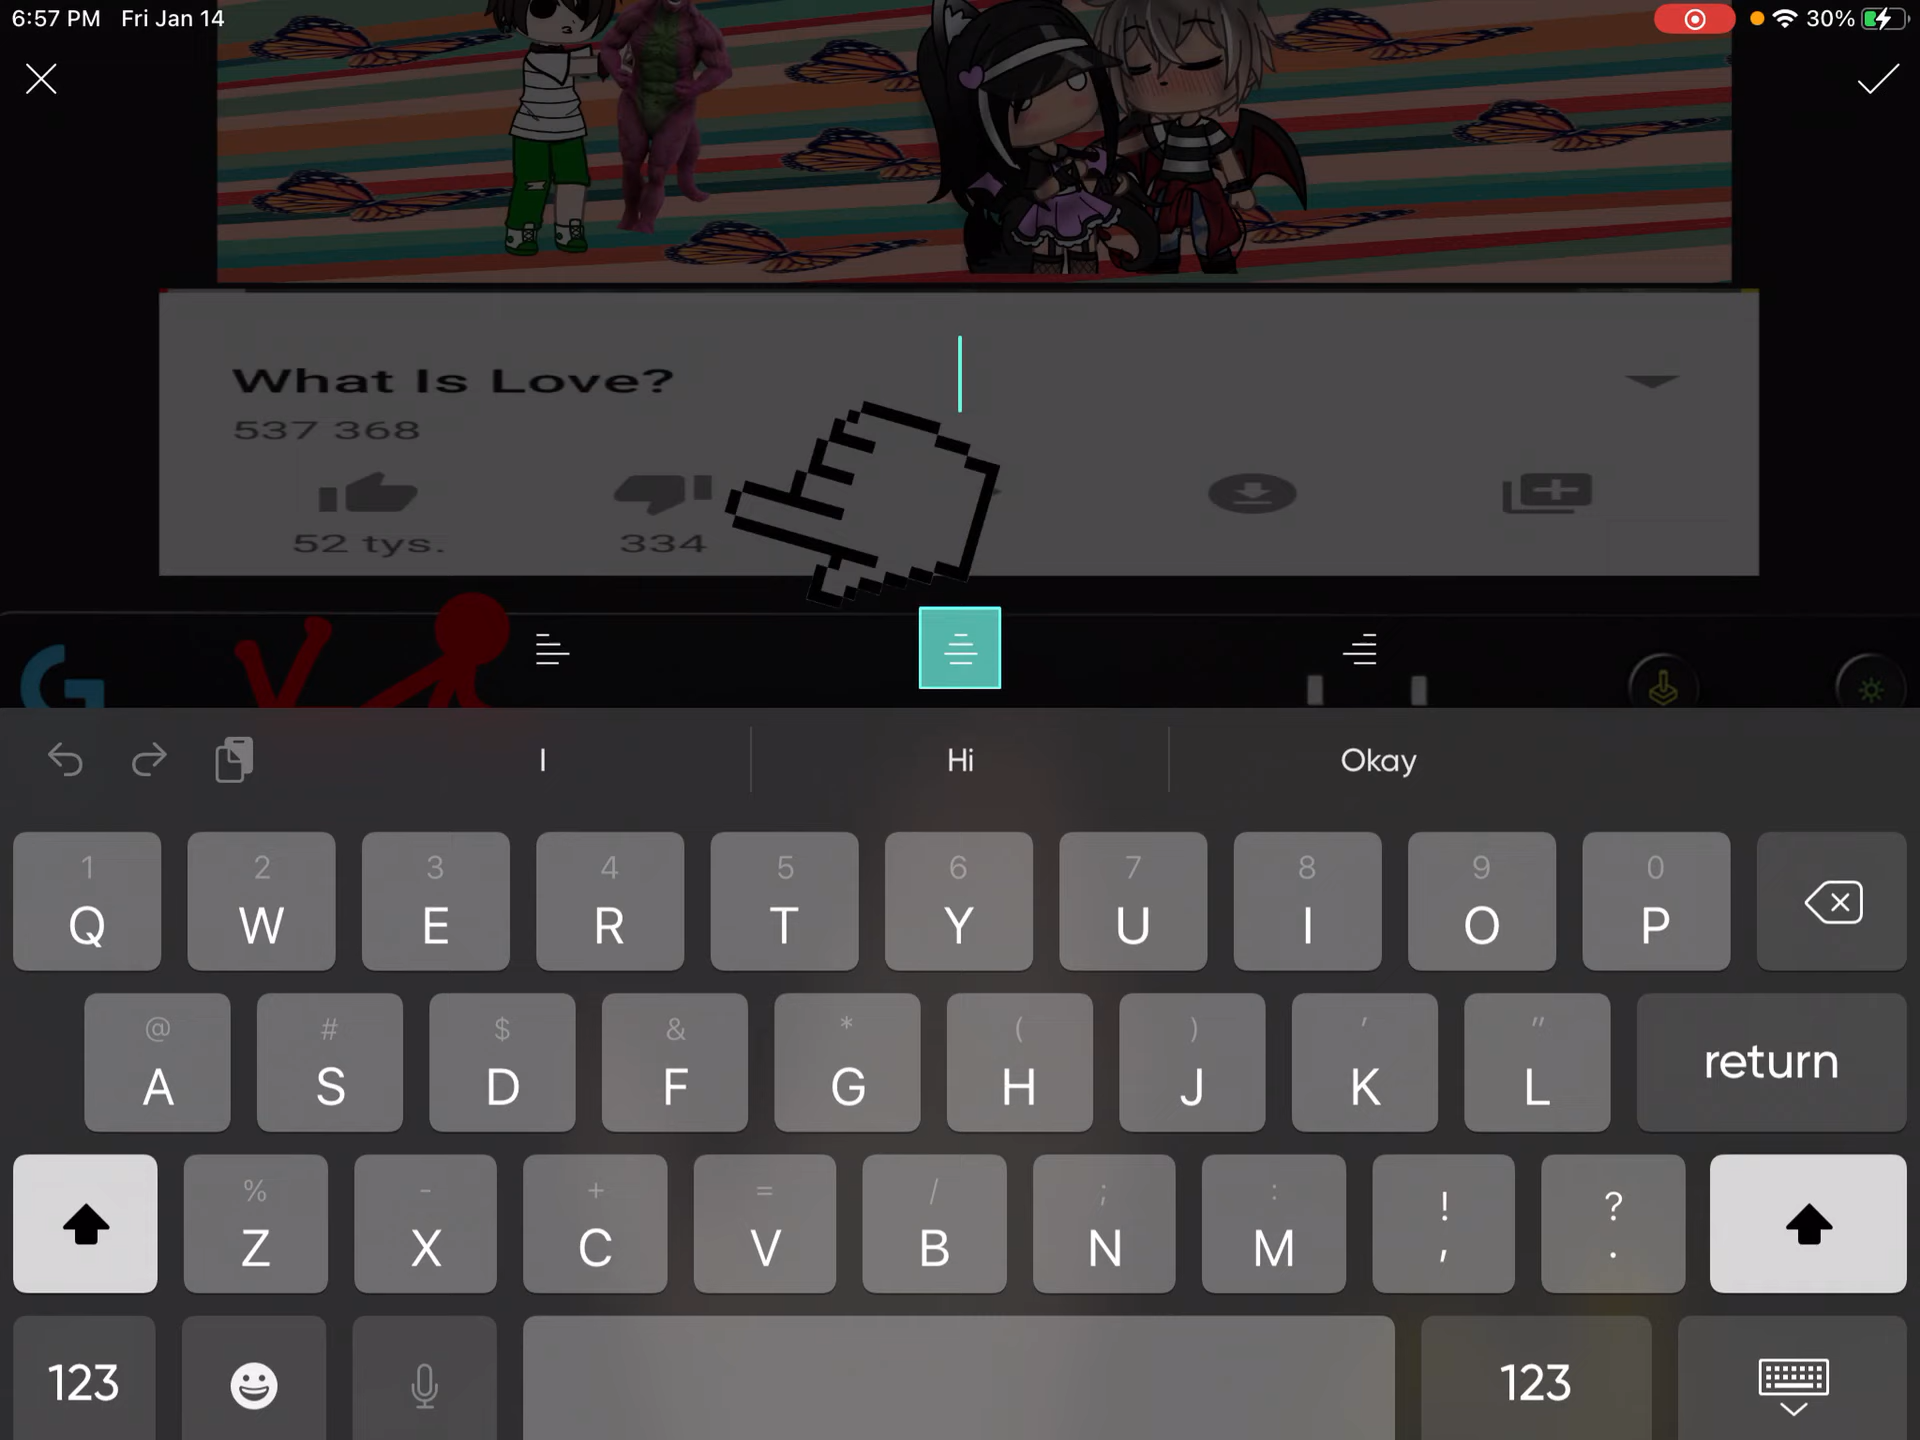 6:57 PM Fri Jan 14
30%
What Is Love?
537 368
52 tys.
334
G
I Hi Okay
1 2 3 4 5 6 7 8 9 0
Q W E R T Y U I O P
@ # $ & * ( ) ' "
A S D F G H J K L return
% - + = / ; : ! ?
Z X C V B N M , .
123 123